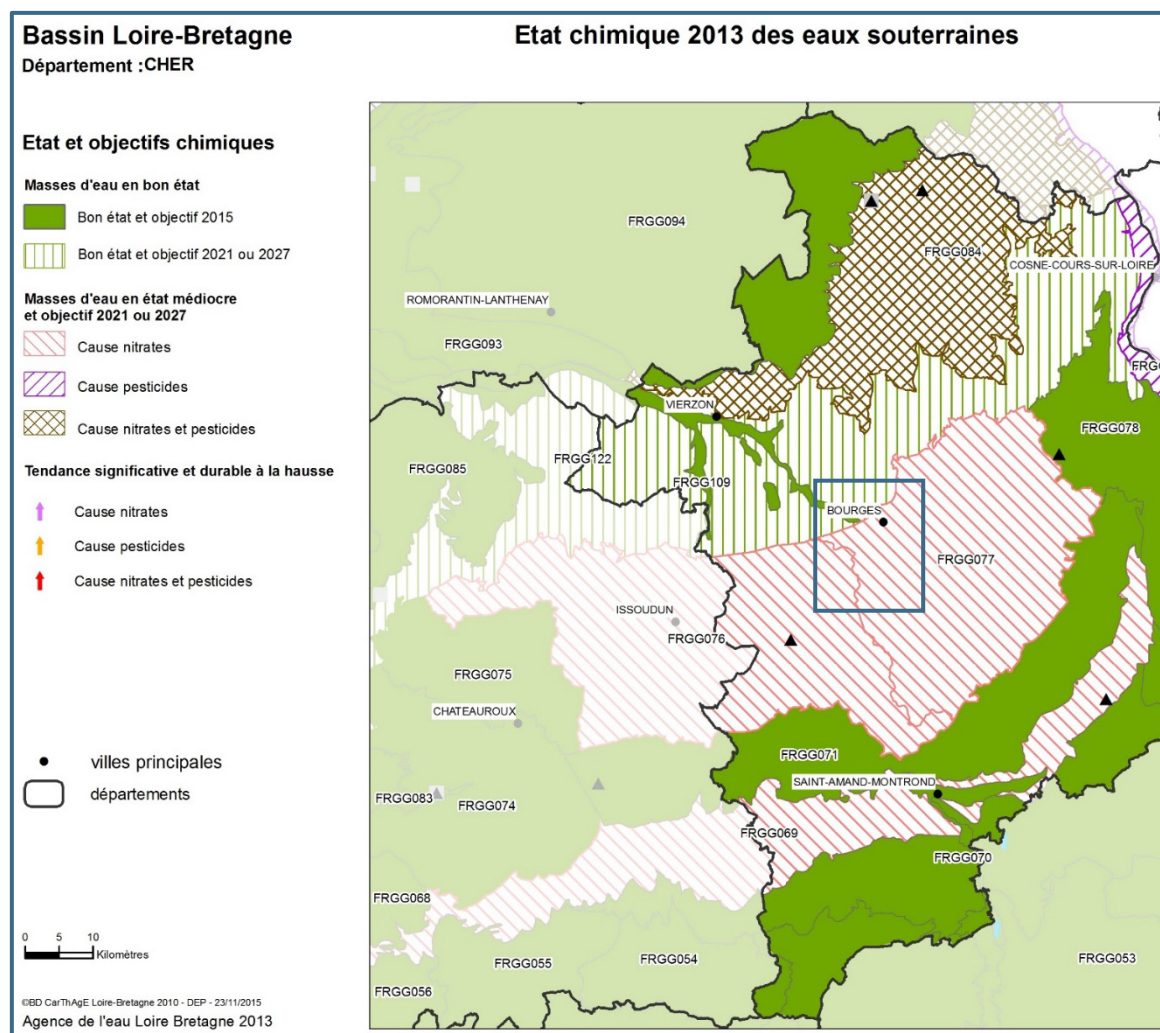 Bassin Loire-Bretagne
Département :CHER
Etat chimique 2013 des eaux souterraines
Etat et objectifs chimiques
Masses d'eau en bon état
Bon état et objectif 2015
Bon état et objectif 2021 ou 2027
Masses d'eau en état médiocre
et objectif 2021 ou 2027
Cause nitrates
Cause pesticides
Cause nitrates et pesticides
Tendance significative et durable à la hausse
Cause nitrates
Cause pesticides
Cause nitrates et pesticides
villes principales
départements
0 5 10
Kilomètres
©BD CarThAgE Loire-Bretagne 2010 - DEP - 23/11/2015
Agence de l'eau Loire Bretagne 2013
FRGG094
FRGG084
COSNE-COURS-SUR-LOIRE
ROMORANTIN-LANTHENAY
FRGG093
VIERZON
FRGG078
FRGG085
FRGG122
FRGG109
BOURGES
FRGG077
ISSOUDUN
FRGG076
FRGG075
CHATEAUROUX
FRGG071
SAINT-AMAND-MONTROND
FRGG083
FRGG074
FRGG069
FRGG070
FRGG068
FRGG055
FRGG054
FRGG053
FRGG056